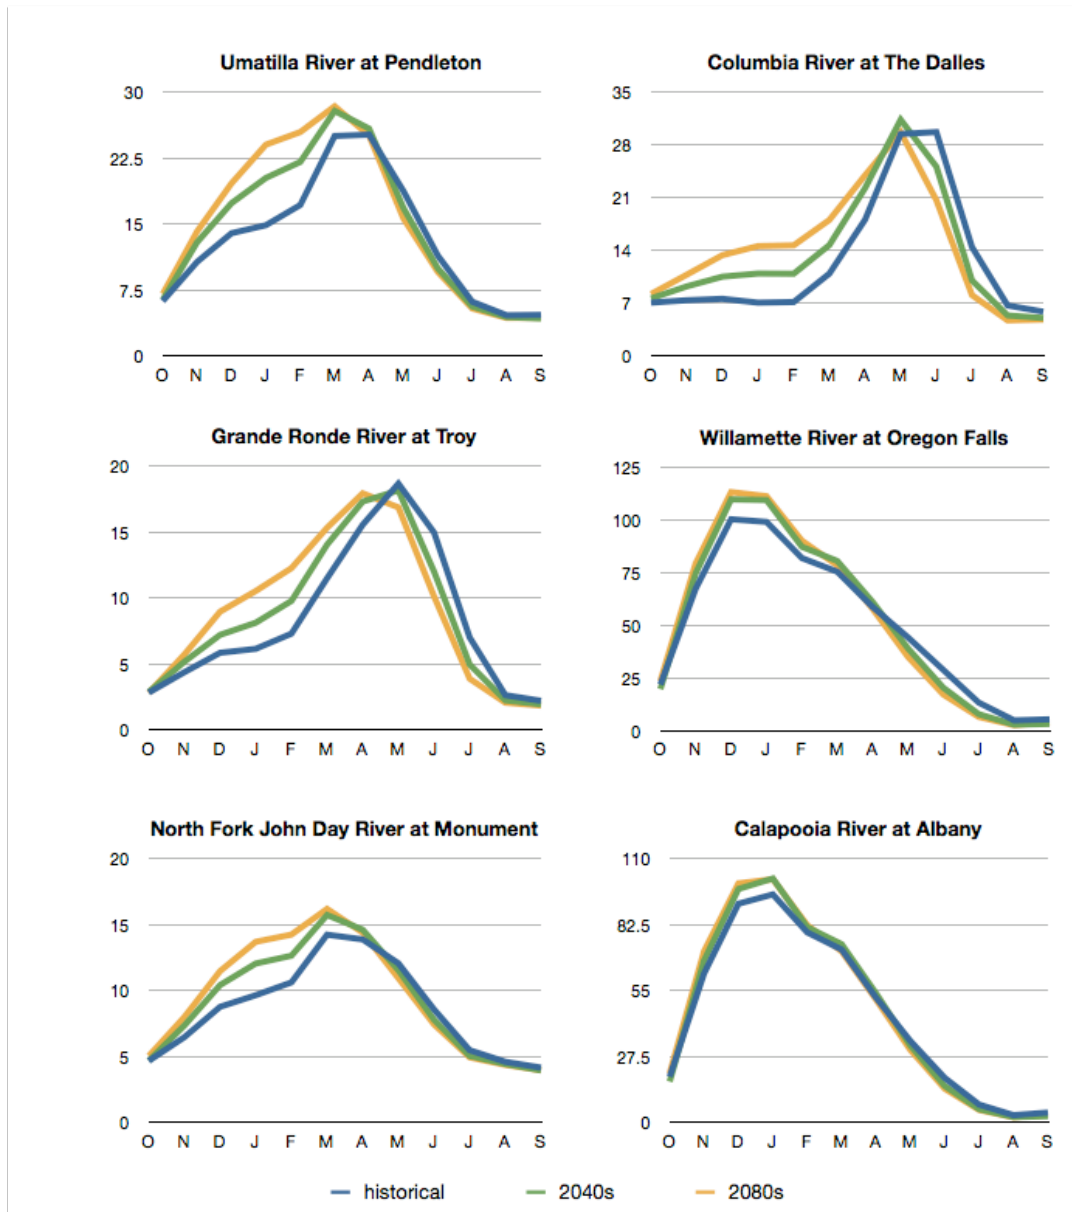 Umatilla River at Pendleton
30
22.5
15
7.5
0
O N D J F M A M J J A S
Columbia River at The Dalles
35
28
21
14
7
0
O N D J F M A M J J A S
Grande Ronde River at Troy
20
15
10
5
0
O N D J F M A M J J A S
Willamette River at Oregon Falls
125
100
75
50
25
0
O N D J F M A M J J A S
North Fork John Day River at Monument
20
15
10
5
0
O N D J F M A M J J A S
Calapooia River at Albany
110
82.5
55
27.5
0
O N D J F M A M J J A S
historical 2040s 2080s